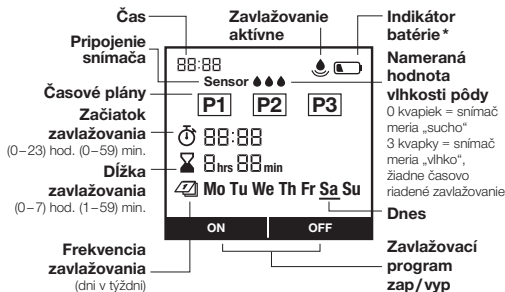 Čas
Zavlažovanie
aktívne
Indikátor
batérie*
Pripojenie
snímača
88:88
Sensor
Nameraná
hodnota
vlhkosti pôdy
0 kvapiek = snímač
meria „sucho“
3 kvapky = snímač
meria „vlhko“,
žiadne časovo
riadené zavlažovanie
Časové plány
P1 P2 P3
Začiatok
zavlažovania
(0–23) hod. (0–59) min.
88:88
Dĺžka
zavlažovania
(0–7) hod. (1–59) min.
8hrs 88min
Mo Tu We Th Fr Sa Su
Dnes
ON OFF
Frekvencia
zavlažovania
(dni v týždni)
Zavlažovací
program
zap/vyp